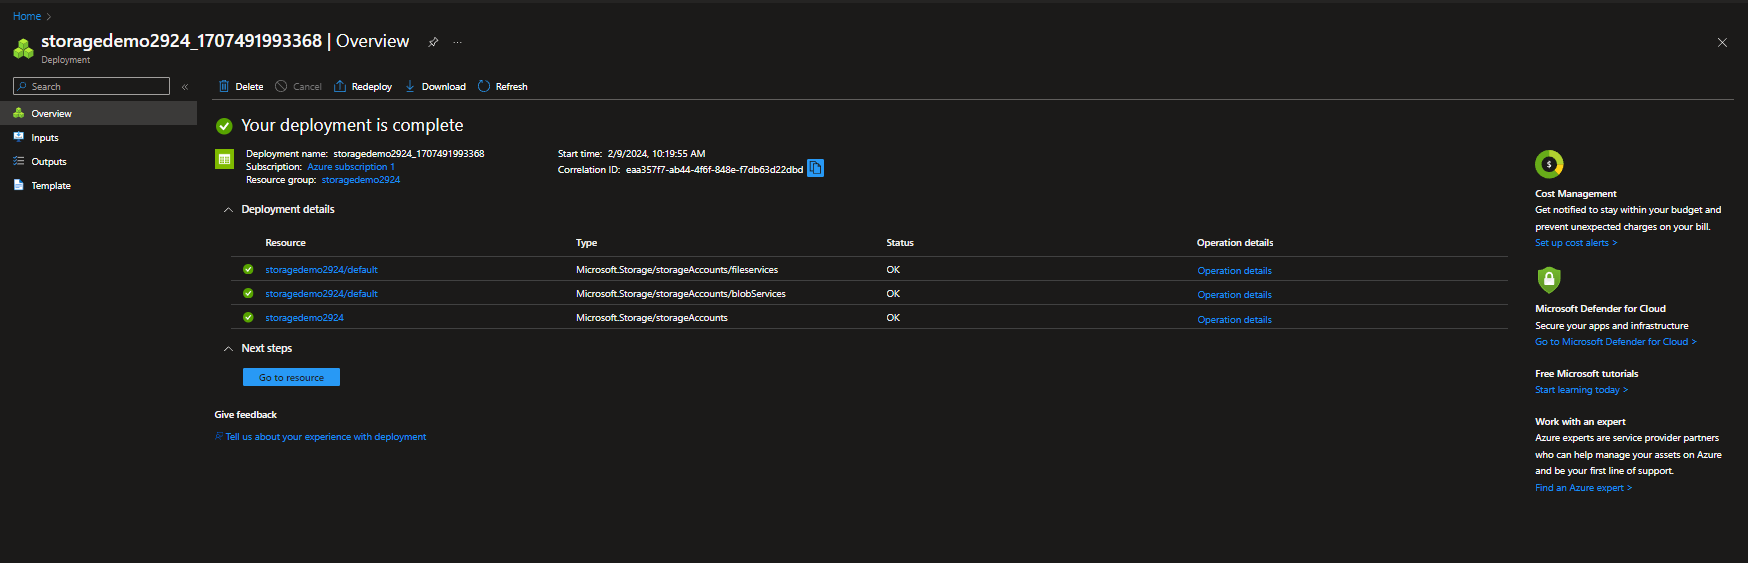 Home >
storagedemo2924_1707491993368 | Overview ...
Deployment
Search «
Delete Cancel Redeploy Download Refresh
Overview
Inputs
Outputs
Template
Your deployment is complete
Deployment name: storagedemo2924_1707491993368
Subscription: Azure subscription 1
Resource group: storagedemo2924
Start time: 2/9/2024, 10:19:55 AM
Correlation ID: eaa357f7-ab44-4f6f-848e-f7db63d22dbd
Deployment details
Resource Type Status Operation details
storagedemo2924/default Microsoft.Storage/storageAccounts/fileservices OK Operation details
storagedemo2924/default Microsoft.Storage/storageAccounts/blobServices OK Operation details
storagedemo2924 Microsoft.Storage/storageAccounts OK Operation details
Next steps
Go to resource
Give feedback
Tell us about your experience with deployment
$
Cost Management
Get notified to stay within your budget and
prevent unexpected charges on your bill.
Set up cost alerts >
Microsoft Defender for Cloud
Secure your apps and infrastructure
Go to Microsoft Defender for Cloud >
Free Microsoft tutorials
Start learning today >
Work with an expert
Azure experts are service provider partners
who can help manage your assets on Azure
and be your first line of support.
Find an Azure expert >